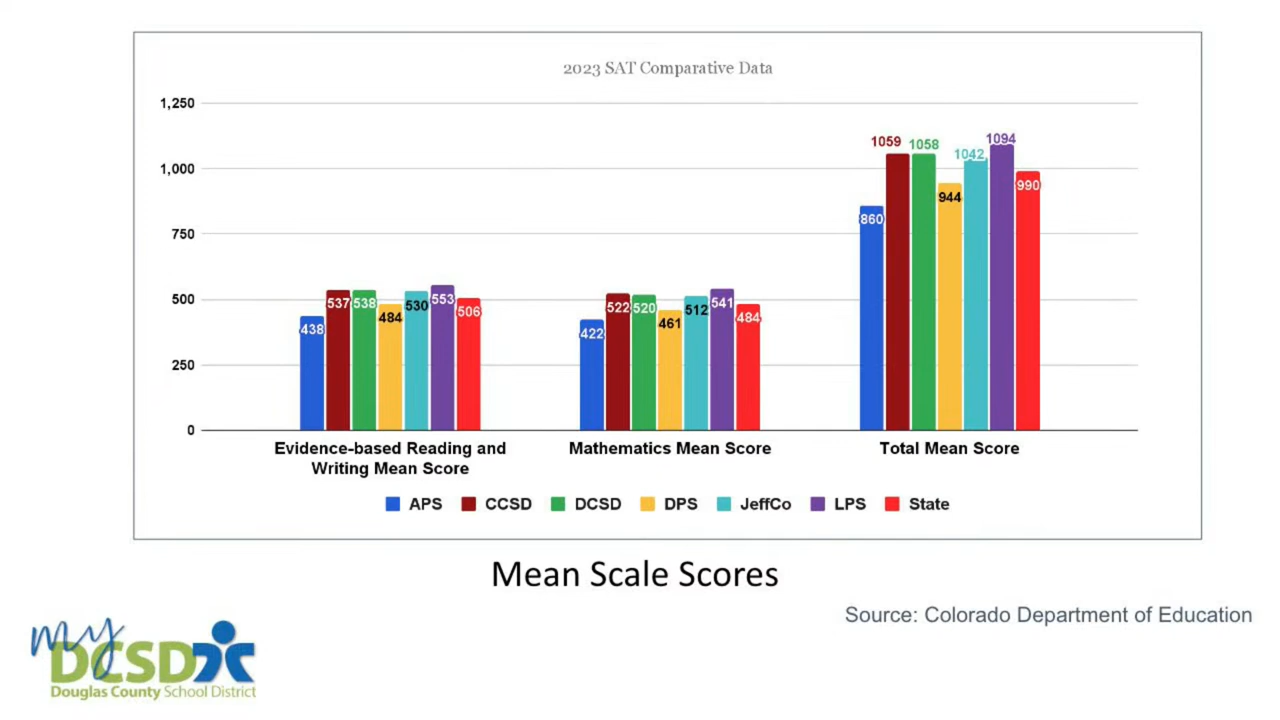 2023 SAT Comparative Data
1,250
1,000
750
500
250
0
438
537
538
484
530
553
506
422
522
520
461
512
541
484
860
1059
1058
944
1042
1094
990
Evidence-based Reading and
Writing Mean Score
Mathematics Mean Score
Total Mean Score
APS CCSD DCSD DPS JeffCo LPS State
Mean Scale Scores
Source: Colorado Department of Education
my
DCSD
Douglas County School District